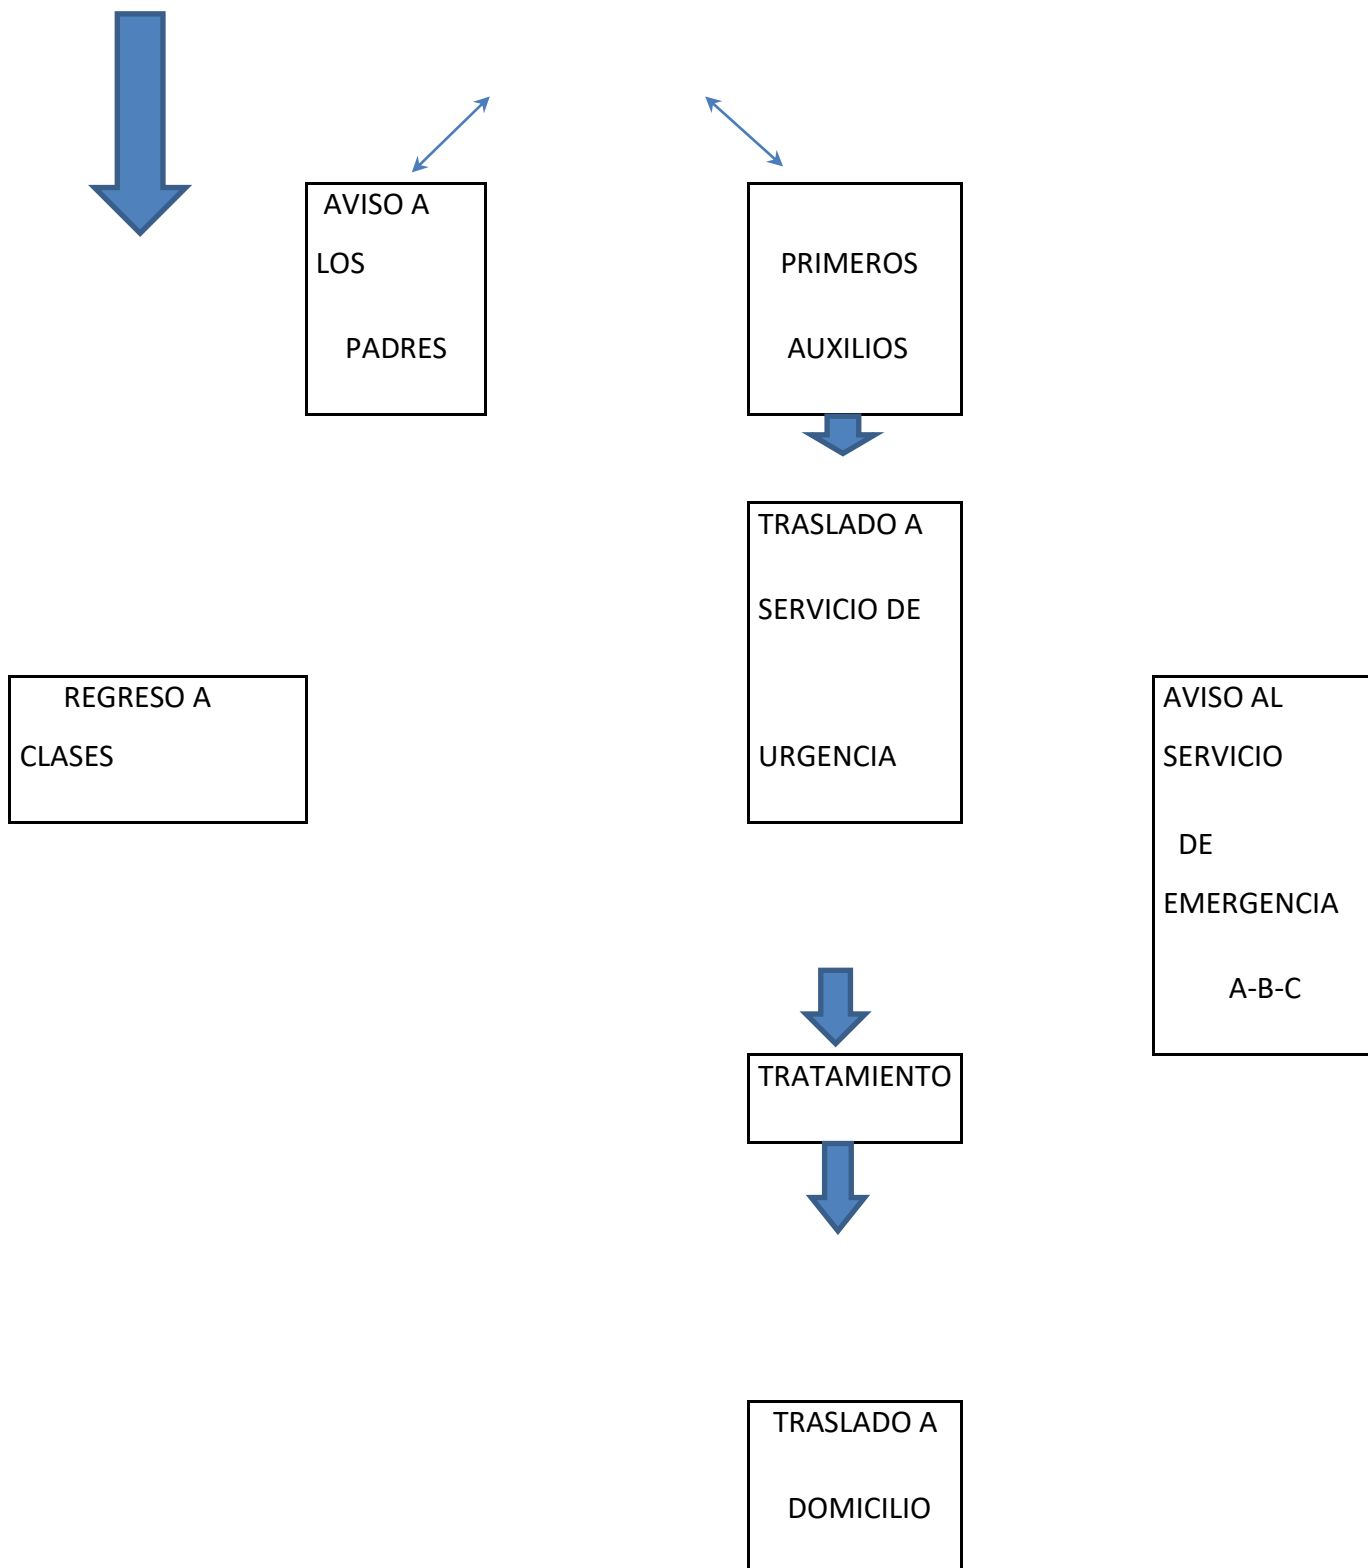 AVISO A
LOS
PADRES
PRIMEROS
AUXILIOS
TRASLADO A
SERVICIO DE
URGENCIA
REGRESO A
CLASES
AVISO AL
SERVICIO
DE
EMERGENCIA
A-B-C
TRATAMIENTO
TRASLADO A
DOMICILIO